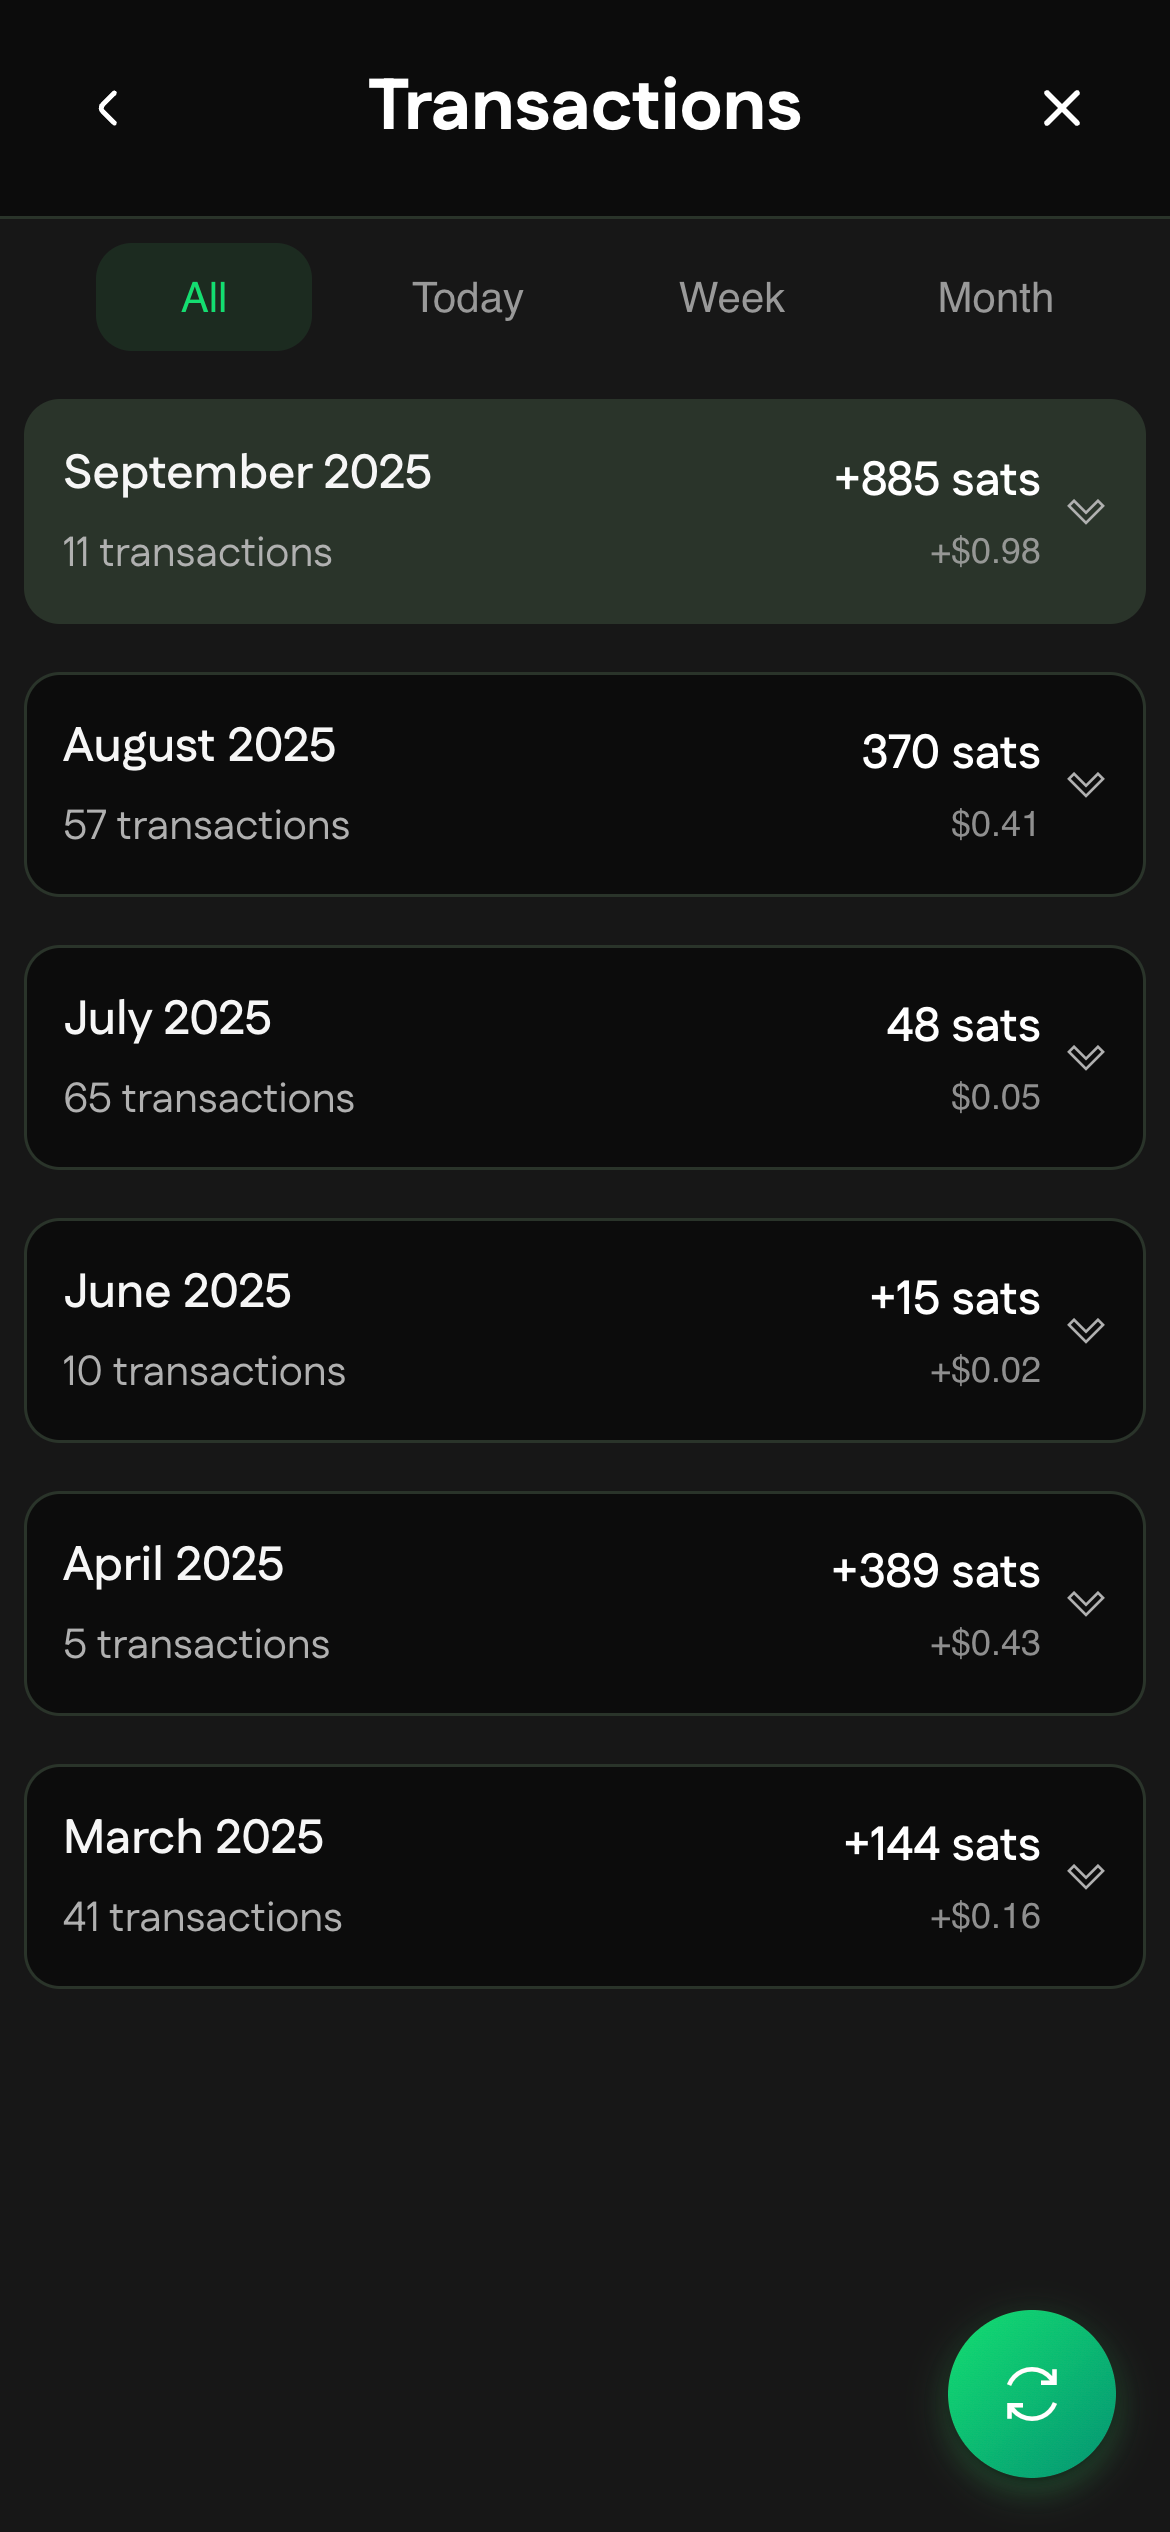 Transactions
All Today Week Month
September 2025
+885 sats
11 transactions
+$0.98
August 2025
370 sats
57 transactions
$0.41
July 2025
48 sats
65 transactions
$0.05
June 2025
+15 sats
10 transactions
+$0.02
April 2025
+389 sats
5 transactions
+$0.43
March 2025
+144 sats
41 transactions
+$0.16